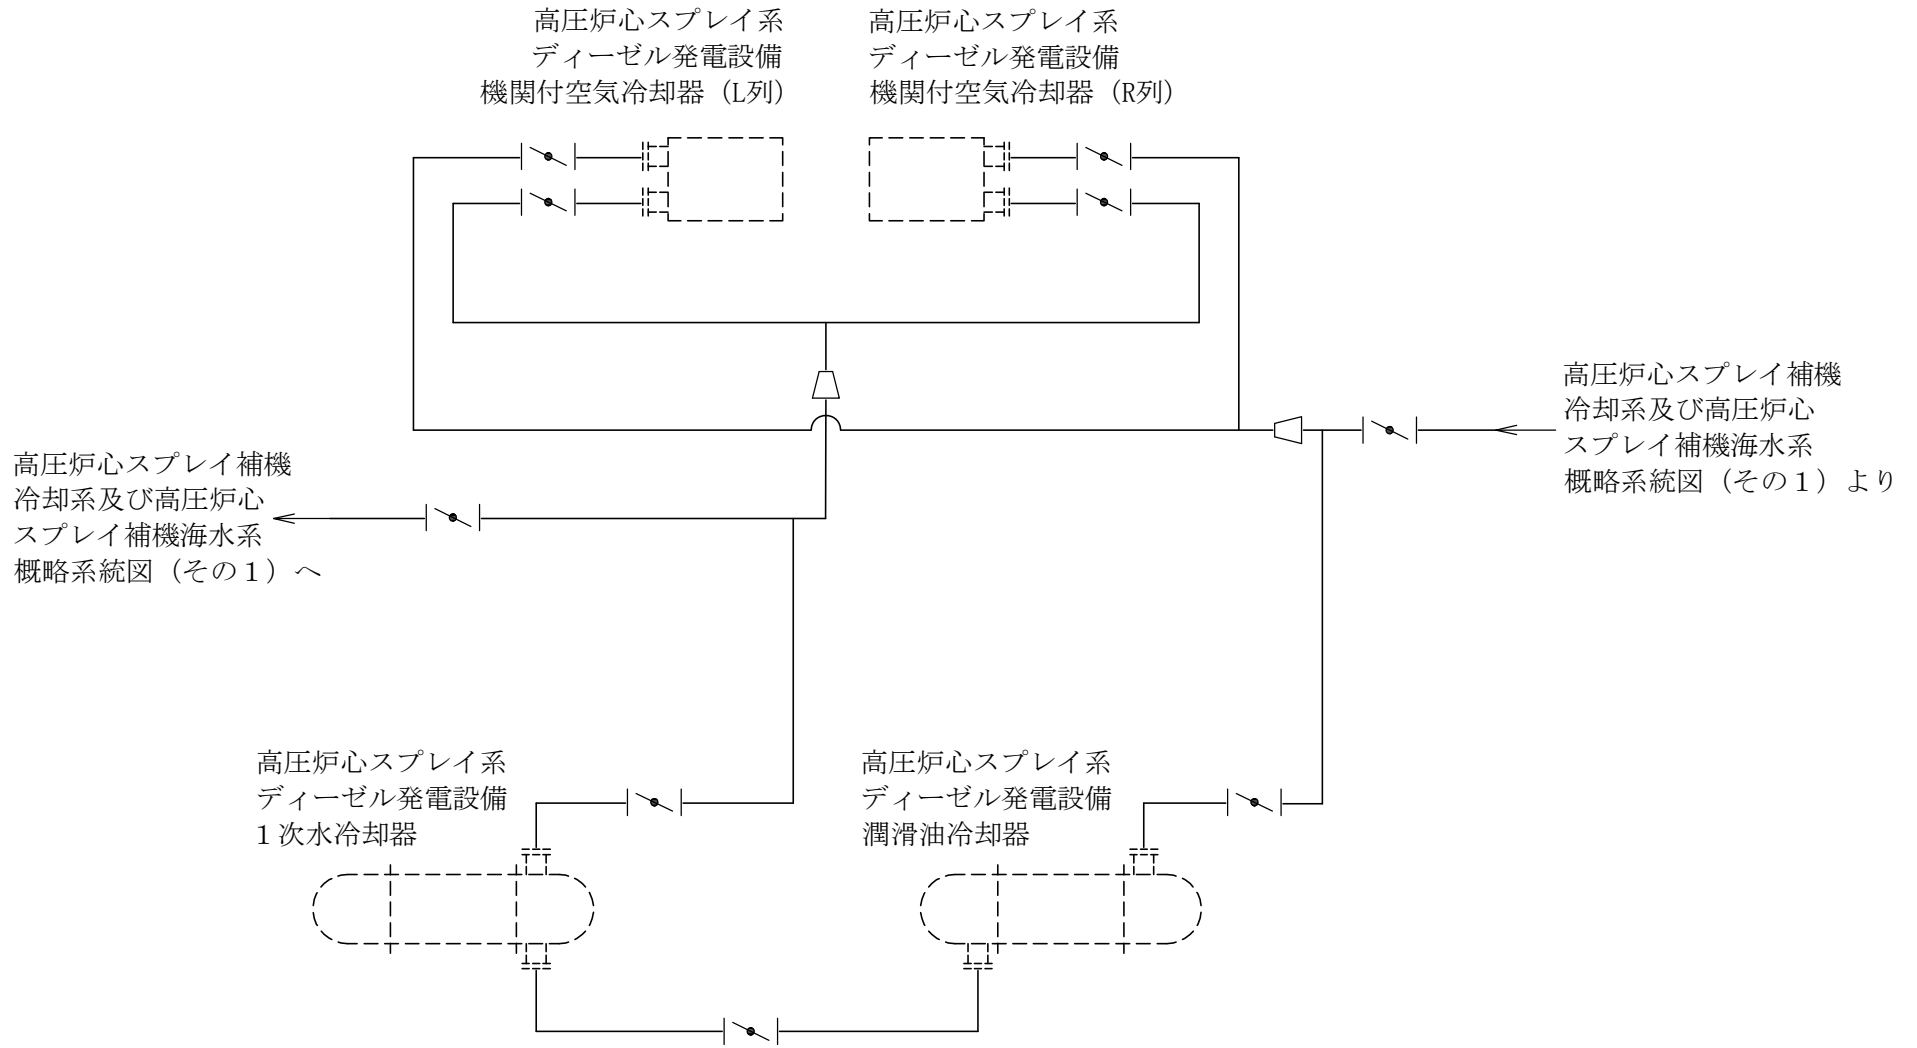 高圧炉心スプレイ系
ディーゼル発電設備
機関付空気冷却器（L列）
高圧炉心スプレイ系
ディーゼル発電設備
機関付空気冷却器（R列）
高圧炉心スプレイ補機
冷却系及び高圧炉心
スプレイ補機海水系
概略系統図（その１）より
高圧炉心スプレイ補機
冷却系及び高圧炉心
スプレイ補機海水系
概略系統図（その１）へ
高圧炉心スプレイ系
ディーゼル発電設備
１次水冷却器
高圧炉心スプレイ系
ディーゼル発電設備
潤滑油冷却器